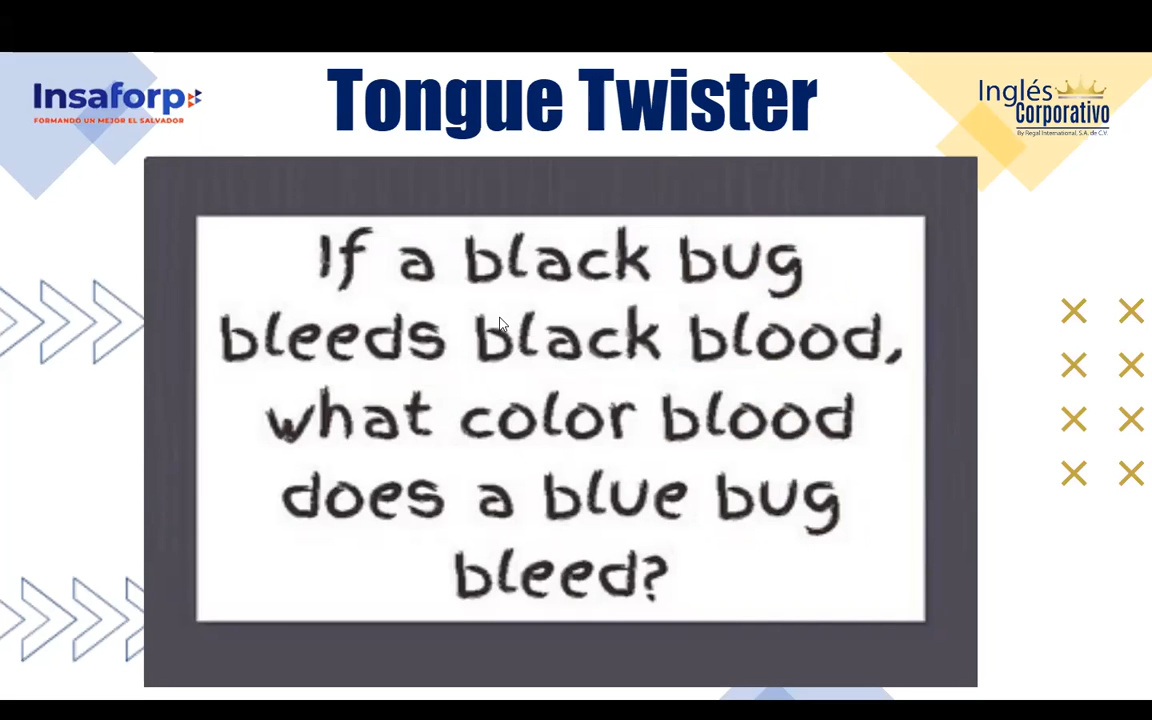 Insaforp
FORMANDO UN MEJOR EL SALVADOR
Tongue Twister
Inglés
Corporativo
By Regal International, S.A. de C.V.
If a black bug
bleeds black blood,
what color blood
does a blue bug
bleed?